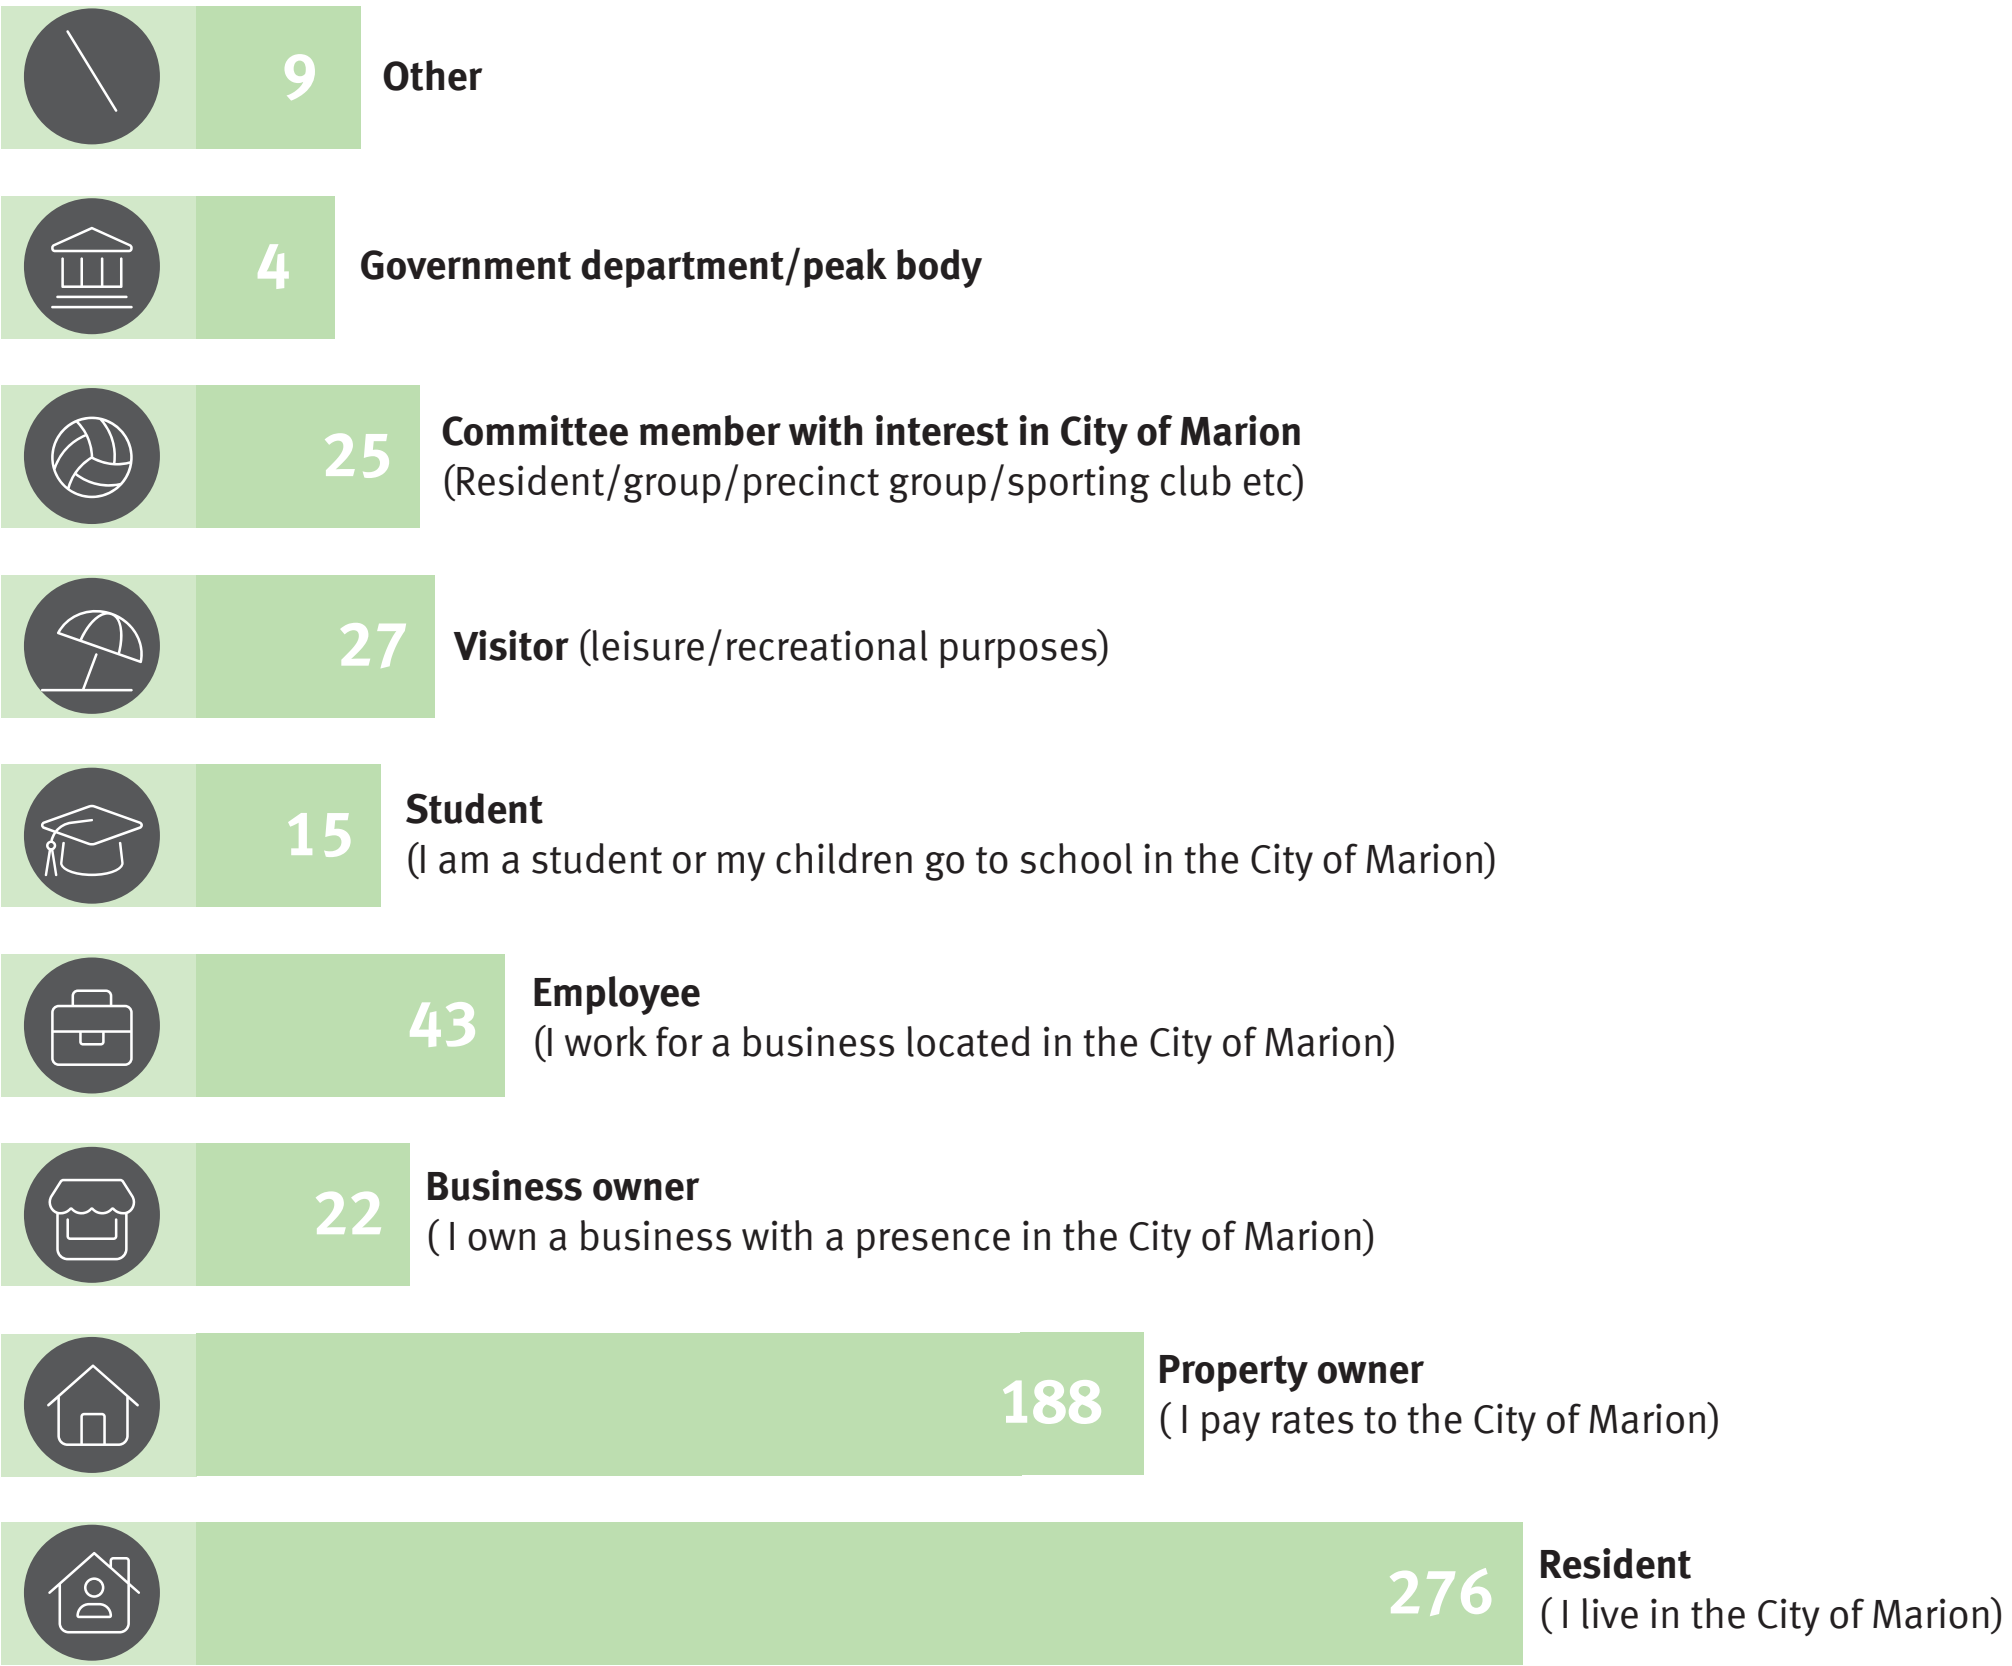 9 Other
4 Government department/peak body
25 Committee member with interest in City of Marion
(Resident/group/precinct group/sporting club etc)
27 Visitor (leisure/recreational purposes)
15 Student
(I am a student or my children go to school in the City of Marion)
43 Employee
(I work for a business located in the City of Marion)
22 Business owner
( I own a business with a presence in the City of Marion)
188 Property owner
( I pay rates to the City of Marion)
276 Resident
( I live in the City of Marion)